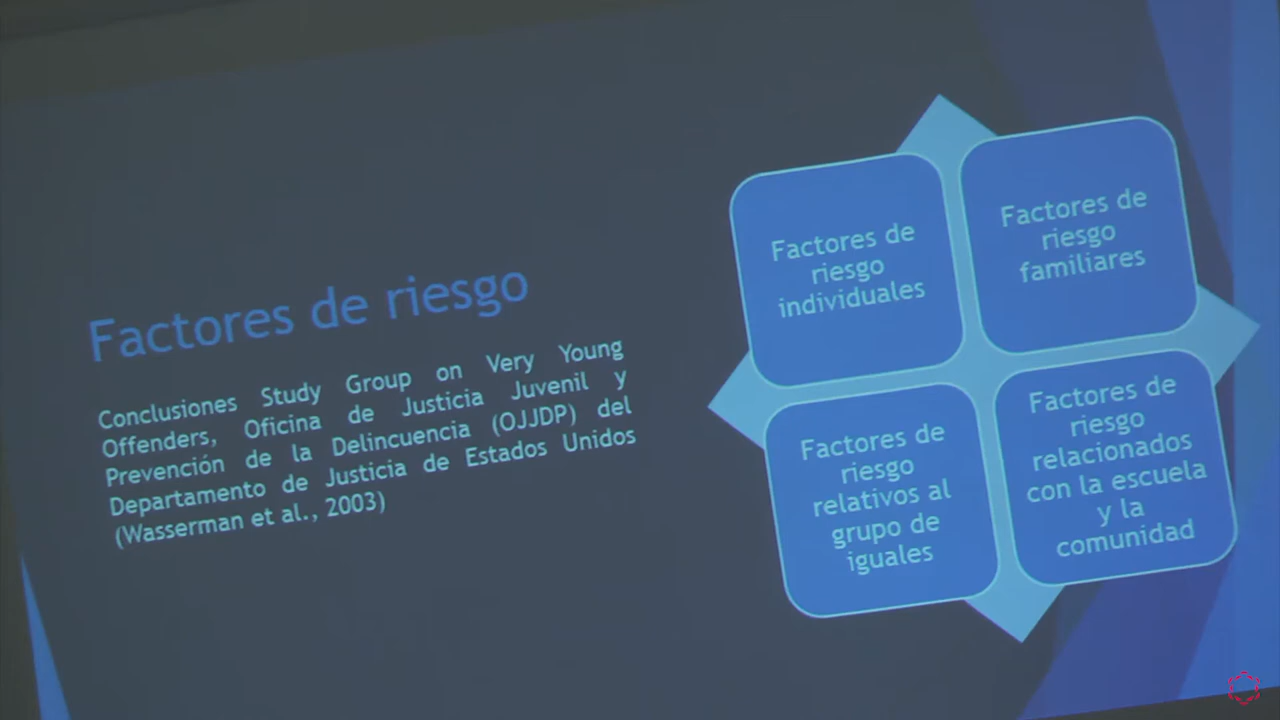 Factores de riesgo
Conclusiones Study Group on Very Young
Offenders, Oficina de Justicia Juvenil y
Prevención de la Delincuencia (OJJDP) del
Departamento de Justicia de Estados Unidos
(Wasserman et al., 2003)
Factores de
riesgo
individuales
Factores de
riesgo
familiares
Factores de
riesgo
relativos al
grupo de
iguales
Factores de
riesgo
relacionados
con la escuela
y la
comunidad